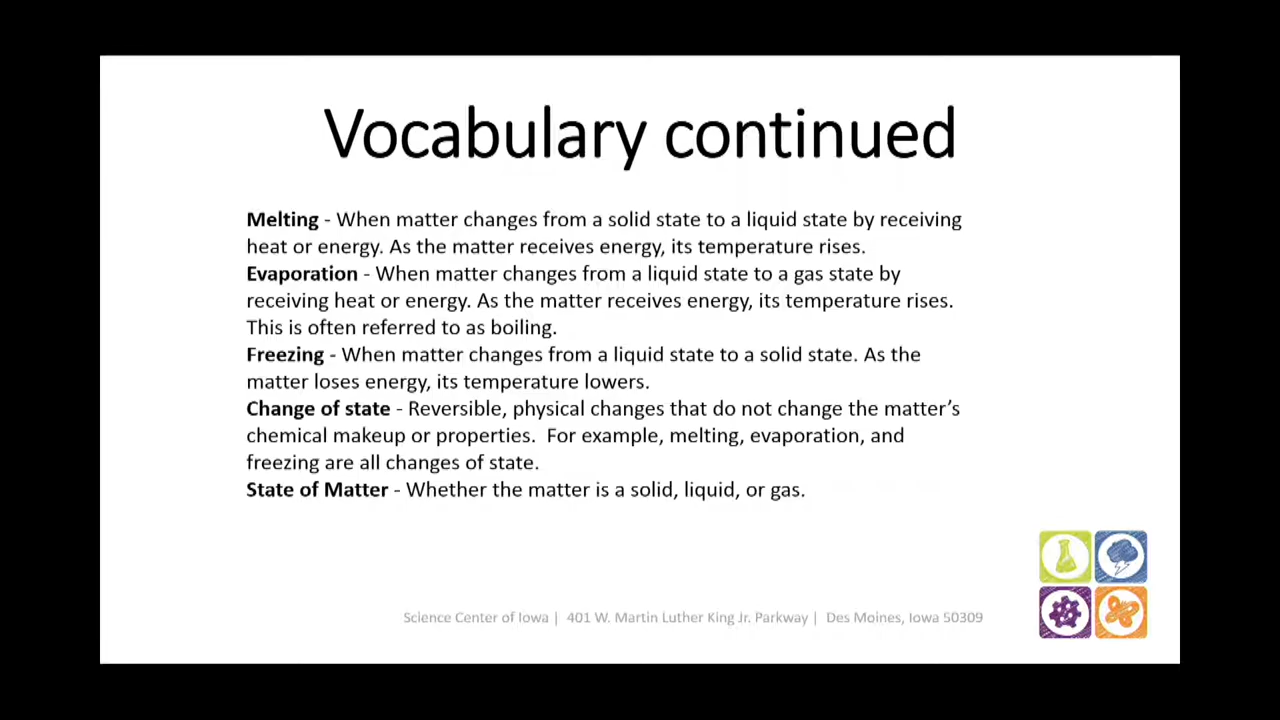 Vocabulary continued
Melting - When matter changes from a solid state to a liquid state by receiving
heat or energy. As the matter receives energy, its temperature rises.
Evaporation - When matter changes from a liquid state to a gas state by
receiving heat or energy. As the matter receives energy, its temperature rises.
This is often referred to as boiling.
Freezing - When matter changes from a liquid state to a solid state. As the
matter loses energy, its temperature lowers.
Change of state - Reversible, physical changes that do not change the matter’s
chemical makeup or properties.  For example, melting, evaporation, and
freezing are all changes of state.
State of Matter - Whether the matter is a solid, liquid, or gas.
Science Center of Iowa |  401 W. Martin Luther King Jr. Parkway |  Des Moines, Iowa 50309